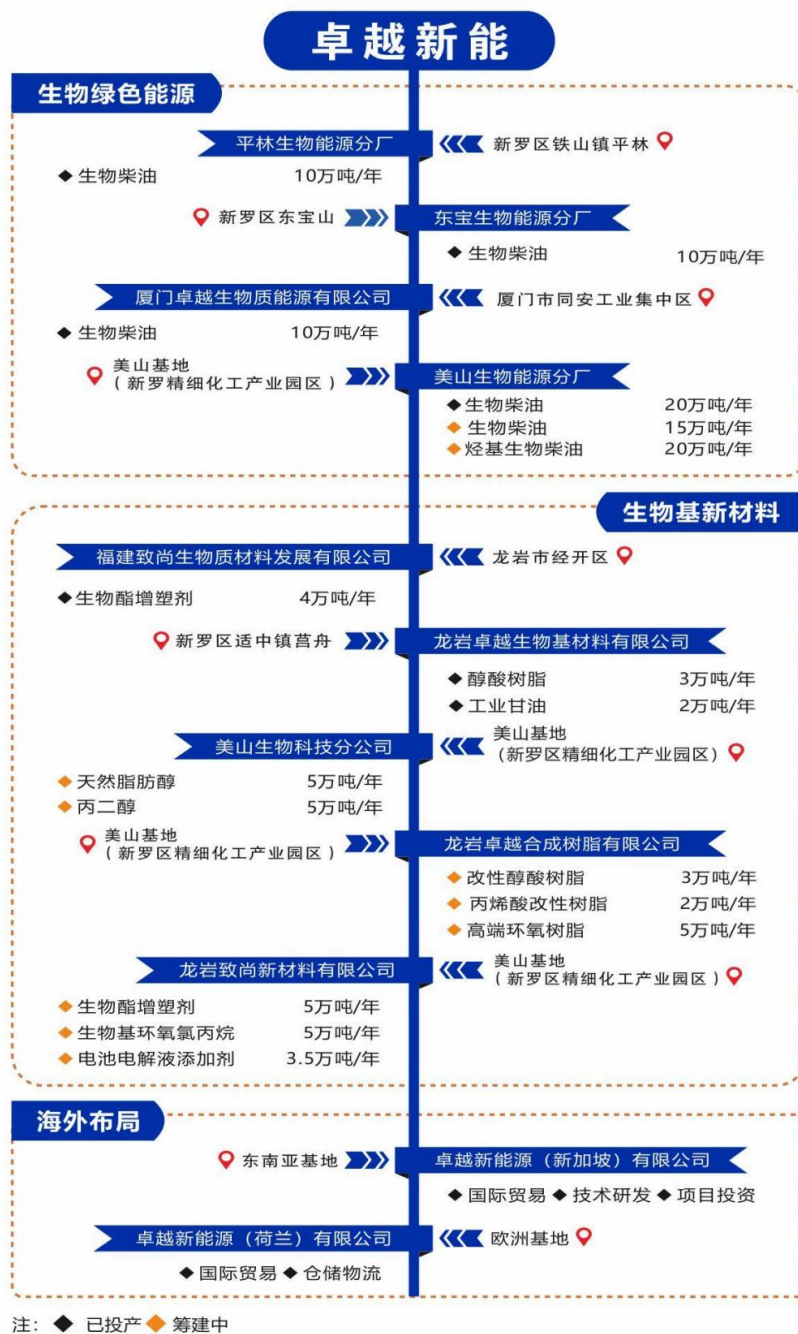 卓越新能
生物绿色能源
平林生物能源分厂
新罗区铁山镇平林
生物柴油 10万吨/年
新罗区东宝山
东宝生物能源分厂
生物柴油 10万吨/年
厦门卓越生物质能源有限公司
厦门市同安工业集中区
生物柴油 10万吨/年
美山基地
(新罗精细化工产业园区)
美山生物能源分厂
生物柴油 20万吨/年
生物柴油 15万吨/年
烃基生物柴油 20万吨/年
生物基新材料
福建致尚生物质材料发展有限公司
龙岩市经开区
生物酯增塑剂 4万吨/年
新罗区适中镇莒舟
龙岩卓越生物基材料有限公司
醇酸树脂 3万吨/年
工业甘油 2万吨/年
美山生物科技分公司
美山基地
(新罗区精细化工产业园区)
天然脂肪醇 5万吨/年
丙二醇 5万吨/年
美山基地
(新罗区精细化工产业园区)
龙岩卓越合成树脂有限公司
改性醇酸树脂 3万吨/年
丙烯酸改性树脂 2万吨/年
高端环氧树脂 5万吨/年
龙岩致尚新材料有限公司
美山基地
(新罗区精细化工产业园区)
生物酯增塑剂 5万吨/年
生物基环氧氯丙烷 5万吨/年
电池电解液添加剂 3.5万吨/年
海外布局
东南亚基地
卓越新能源(新加坡)有限公司
国际贸易 技术研发 项目投资
卓越新能源(荷兰)有限公司
欧洲基地
国际贸易 仓储物流
注: 已投产 筹建中